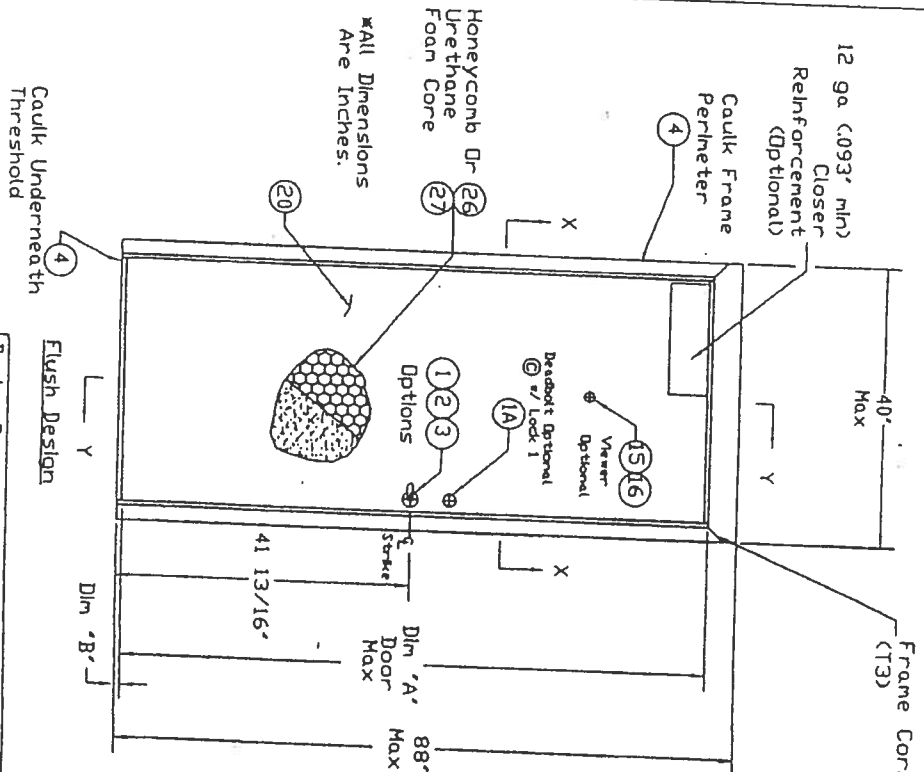 12 ga (.093" min)
Closer
Reinforcement
(Optional)
Caulk Frame
Perimeter
4
40"
Max
Frame
(T3)
Honeycomb Or
Urethane
Foam Core
26
27
*All Dimensions
Are Inches.
20
X
X
Y
Y
15
16
Viewer
Optional
1A
Deadbolt Optional
@ w/ Lock 1
1
2
3
Options
℄
Strike
41 13/16"
Dim "A"
Door
Max
88"
Max
Dim "B"
Caulk Underneath
Threshold
4
Flush Design